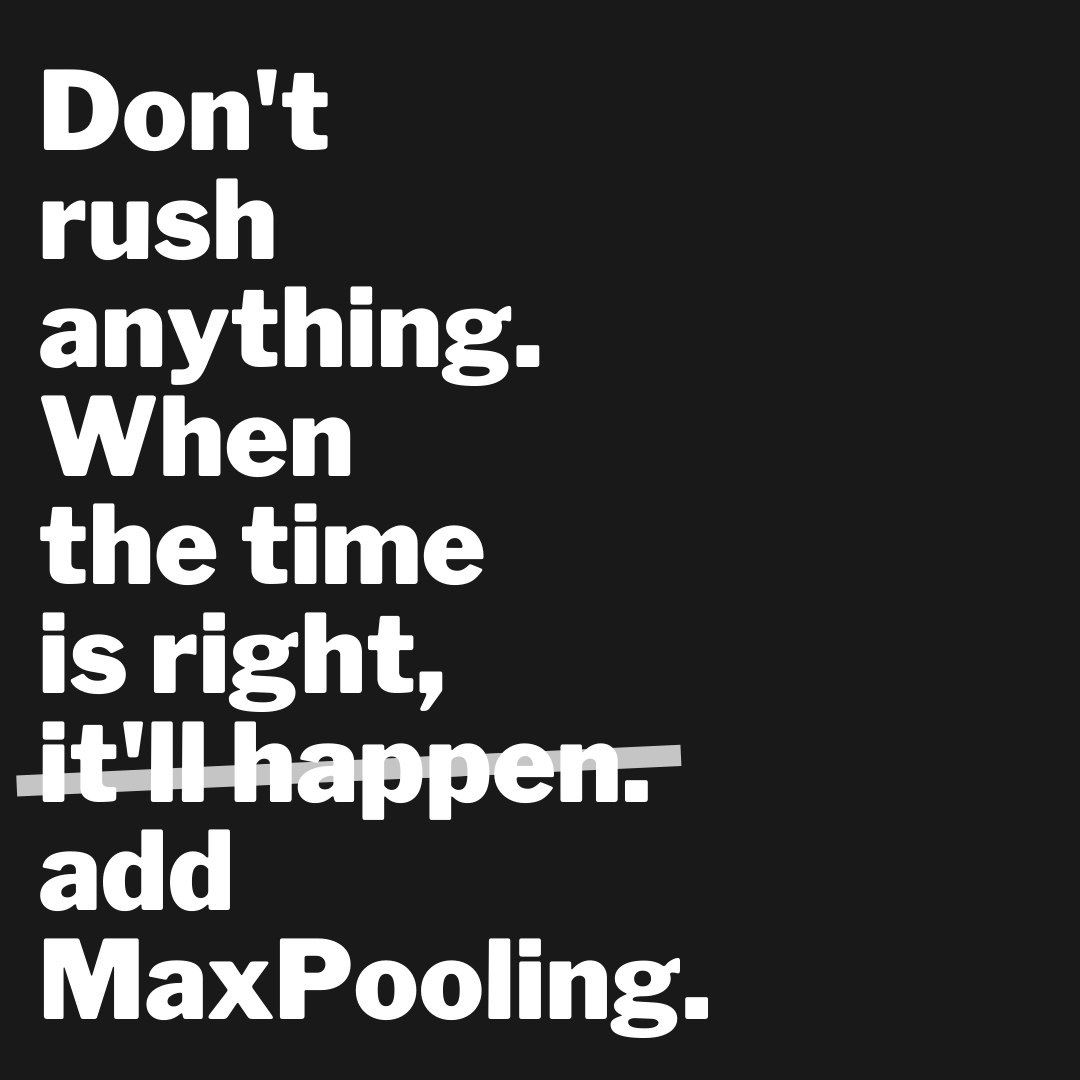 Don't
rush
anything.
When
the time
is right,
it'll happen.
add
MaxPooling.